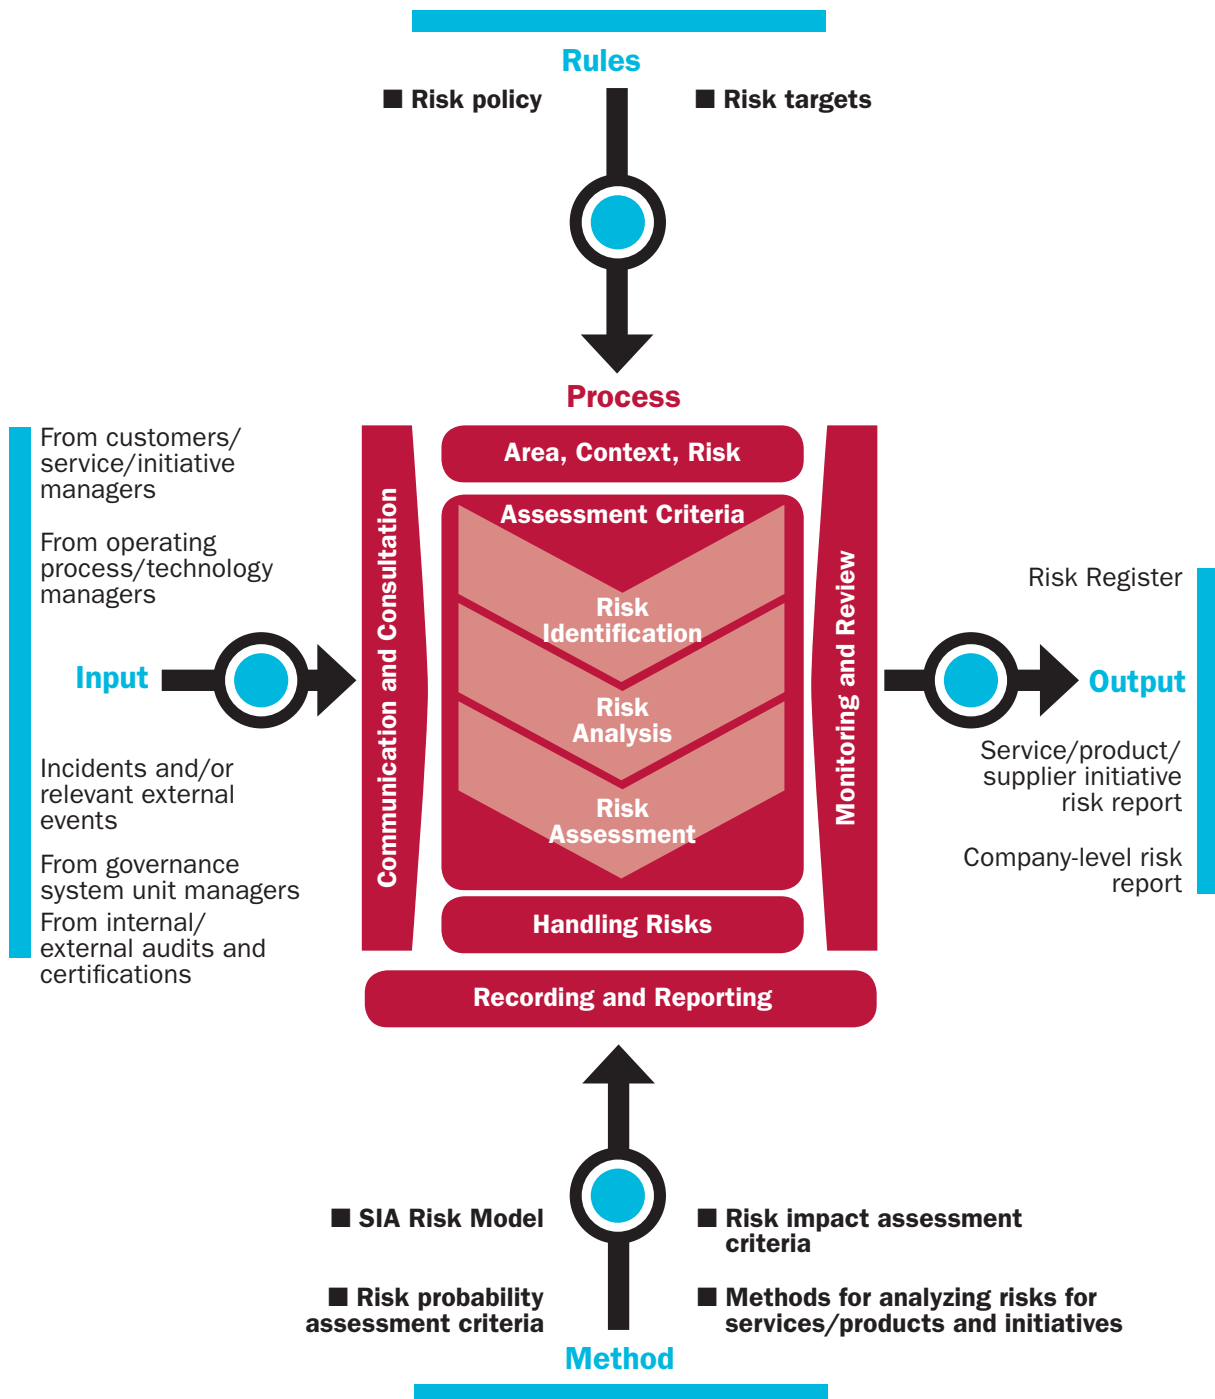 Rules
■ Risk policy
■ Risk targets
Process
From customers/
service/initiative
managers
From operating
process/technology
managers
Input
Incidents and/or
relevant external
events
From governance
system unit managers
From internal/
external audits and
certifications
Communication and Consultation
Area, Context, Risk
Assessment Criteria
Risk
Identification
Risk
Analysis
Risk
Assessment
Handling Risks
Recording and Reporting
Monitoring and Review
Risk Register
Output
Service/product/
supplier initiative
risk report
Company-level risk
report
■ SIA Risk Model
■ Risk impact assessment
criteria
■ Risk probability
assessment criteria
■ Methods for analyzing risks for
services/products and initiatives
Method